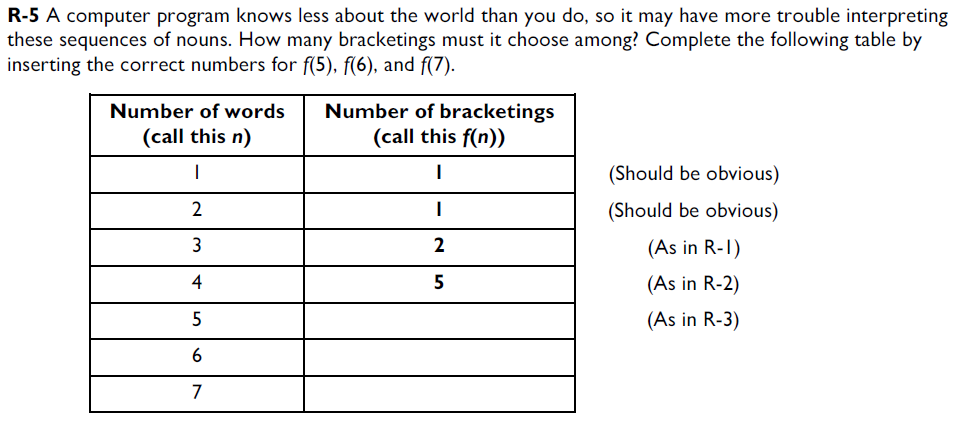 R-5 A computer program knows less about the world than you do, so it may have more trouble interpreting
these sequences of nouns. How many bracketings must it choose among? Complete the following table by
inserting the correct numbers for f(5), f(6), and f(7).
Number of words
(call this n)
Number of bracketings
(call this f(n))
1 1 (Should be obvious)
2 1 (Should be obvious)
3 2 (As in R-1)
4 5 (As in R-2)
5 (As in R-3)
6
7